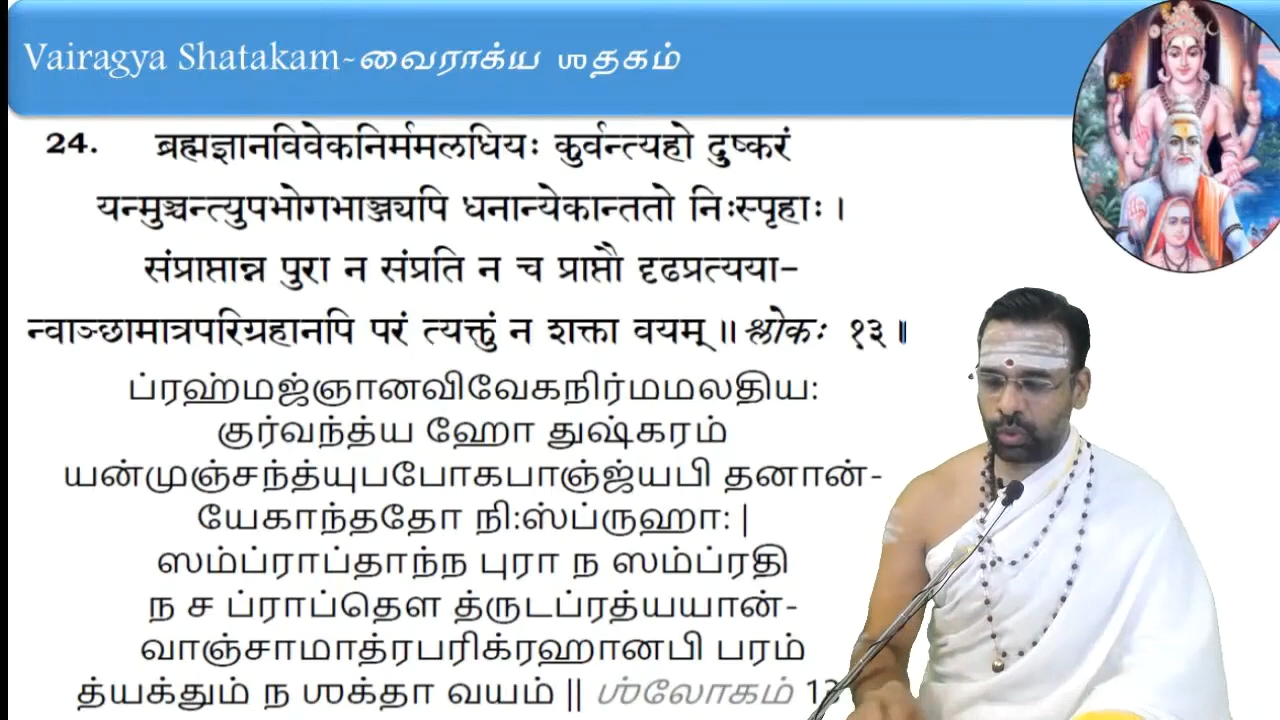 Vairagya Shatakam-வைராக்ய ஶதகம்
24. ब्रह्मज्ञानविवेकनिर्ममलधियः कुर्वन्त्यहो दुष्करं
यन्मुञ्चन्त्युपभोगभाञ्ज्यपि धनान्येकान्ततो निःस्पृहाः ।
संप्राप्तान्न पुरा न संप्रति न च प्राप्तौ दृढप्रत्यया-
न्वाञ्छामात्रपरिग्रहानपि परं त्यक्तुं न शक्ता वयम् ॥ श्लोकः १३ ॥
ப்ரஹ்மஜ்ஞானவிவேகநிர்மமலதிய:
குர்வந்த்ய ஹோ துஷ்கரம்
யன்முஞ்சந்த்யுபபோகபாஞ்ஜ்யபி தனான்-
யேகாந்ததோ நி:ஸ்ப்ருஹா: |
ஸம்ப்ராப்தாந்ந புரா ந ஸம்ப்ரதி
ந ச ப்ராப்தௌ த்ருடப்ரத்யயான்-
வாஞ்சாமாத்ரபரிக்ரஹானபி பரம்
த்யக்தும் ந ஶக்தா வயம் || ஶ்லோகம்